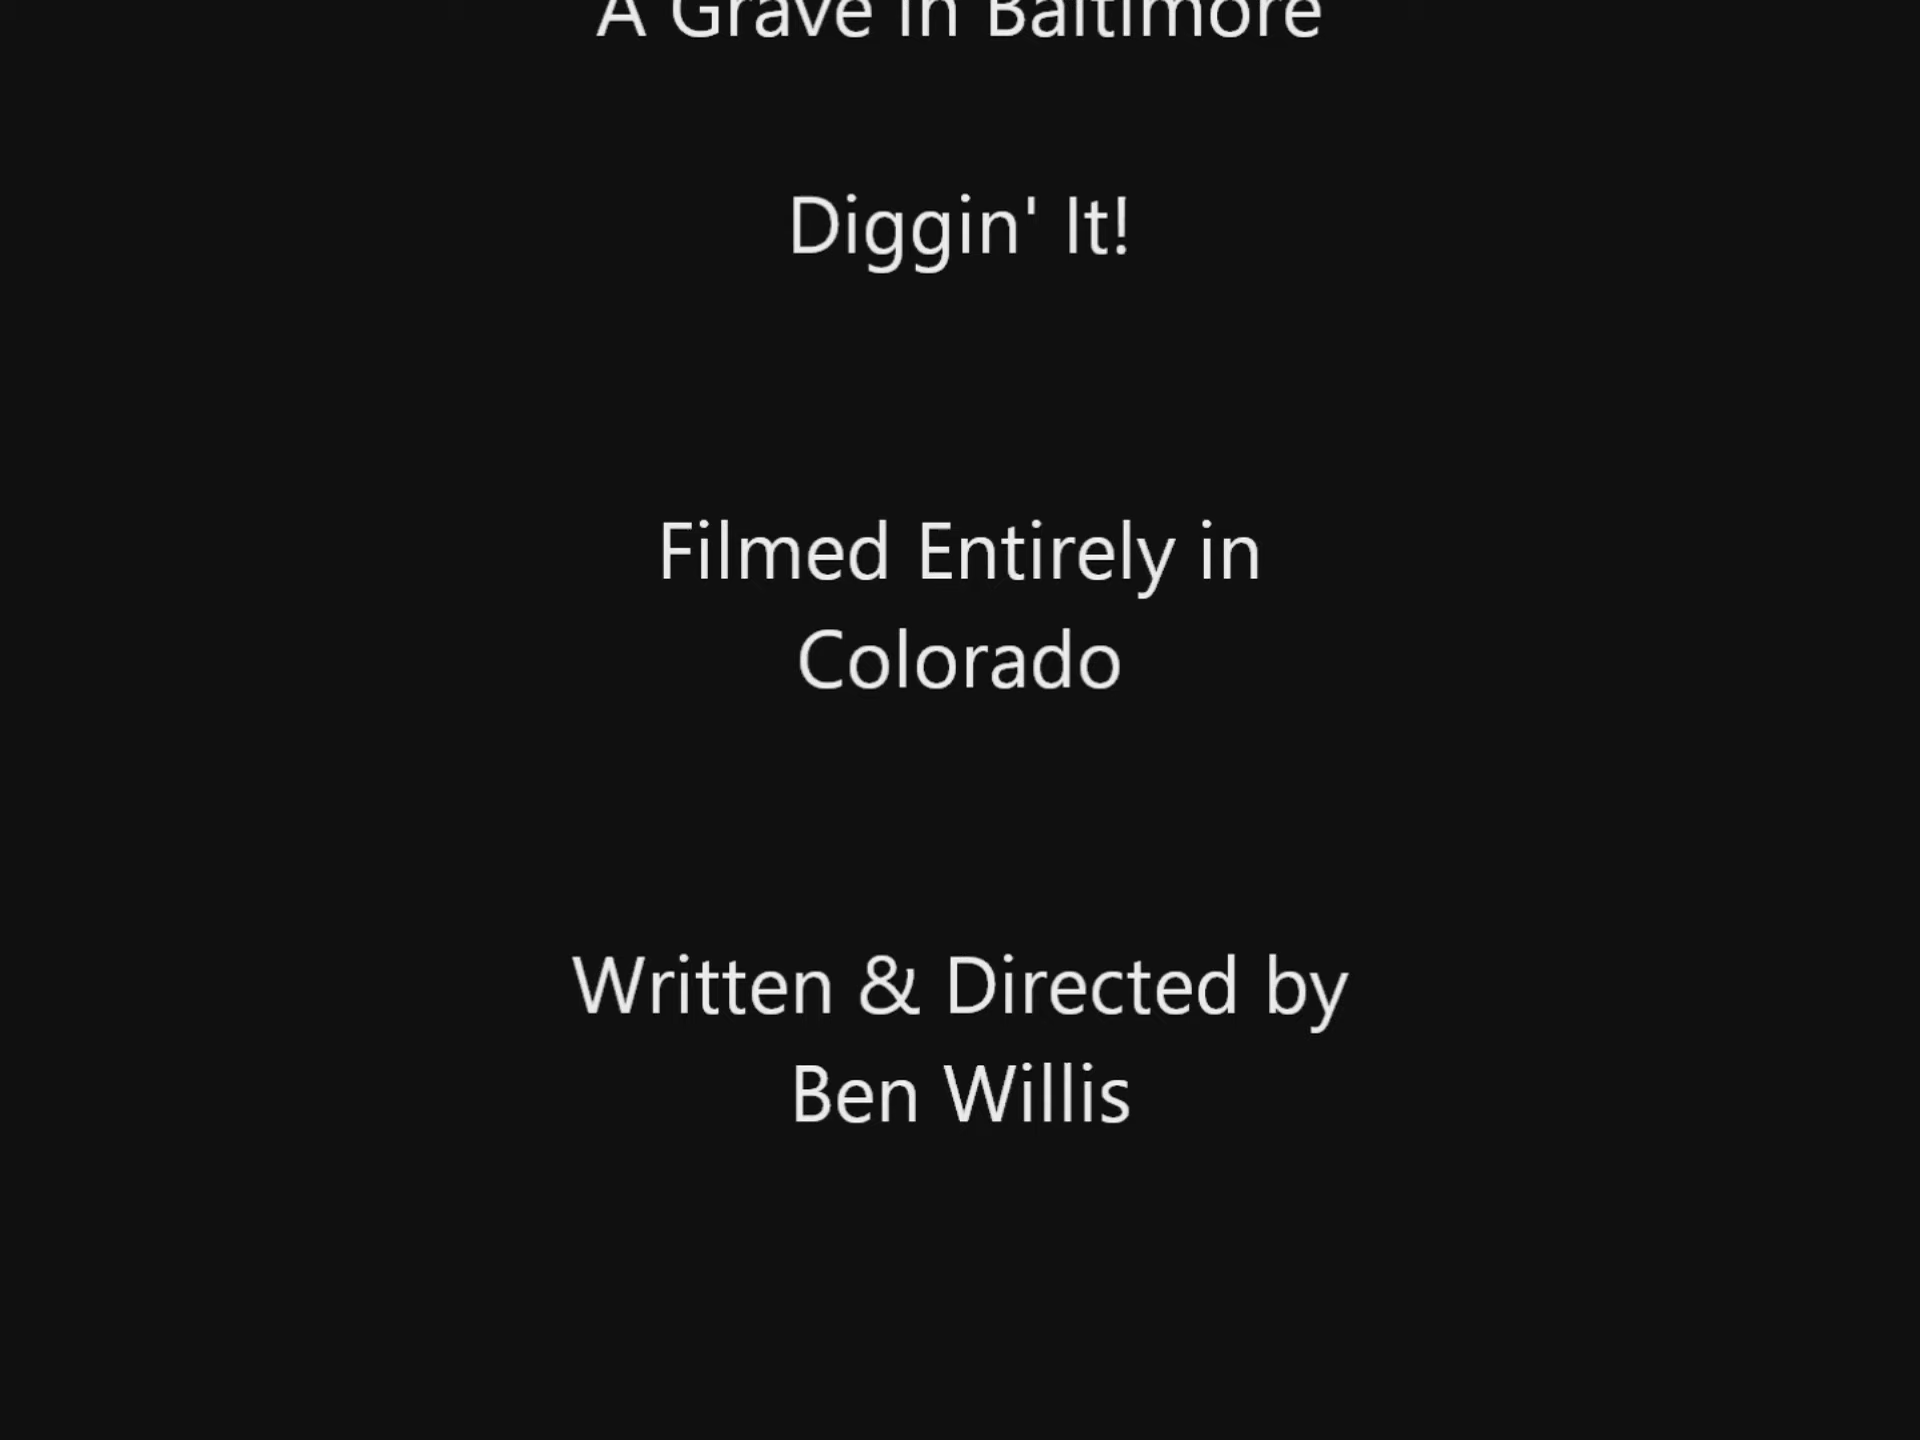 A Grave in Baltimore
Diggin' It!
Filmed Entirely in
Colorado
Written & Directed by
Ben Willis